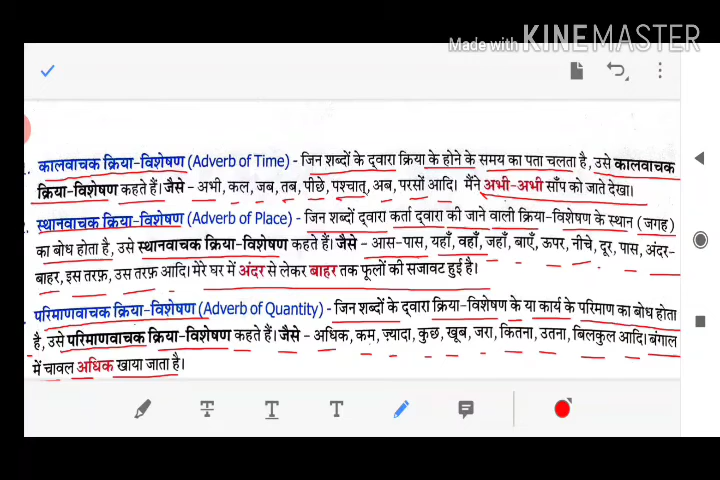 Made with KINEMASTER
1. कालवाचक क्रिया-विशेषण (Adverb of Time) - जिन शब्दों के द्वारा क्रिया के होने के समय का पता चलता है, उसे कालवाचक
क्रिया-विशेषण कहते हैं। जैसे - अभी, कल, जब, तब, पीछे, पश्चात्, अब, परसों आदि। मैंने अभी-अभी साँप को जाते देखा।
स्थानवाचक क्रिया-विशेषण (Adverb of Place) - जिन शब्दों द्वारा कर्ता द्वारा की जाने वाली क्रिया-विशेषण के स्थान (जगह)
का बोध होता है, उसे स्थानवाचक क्रिया-विशेषण कहते हैं। जैसे - आस-पास, यहाँ, वहाँ, जहाँ, बाएँ, ऊपर, नीचे, दूर, पास, अंदर-
बाहर, इस तरफ़, उस तरफ़ आदि। मेरे घर में अंदर से लेकर बाहर तक फूलों की सजावट हुई है।
परिमाणवाचक क्रिया-विशेषण (Adverb of Quantity) - जिन शब्दों के द्वारा क्रिया-विशेषण के या कार्य के परिमाण का बोध होता
है, उसे परिमाणवाचक क्रिया-विशेषण कहते हैं। जैसे - अधिक, कम, ज़्यादा, कुछ, खूब, जरा, कितना, उतना, बिलकुल आदि। बंगाल
में चावल अधिक खाया जाता है।